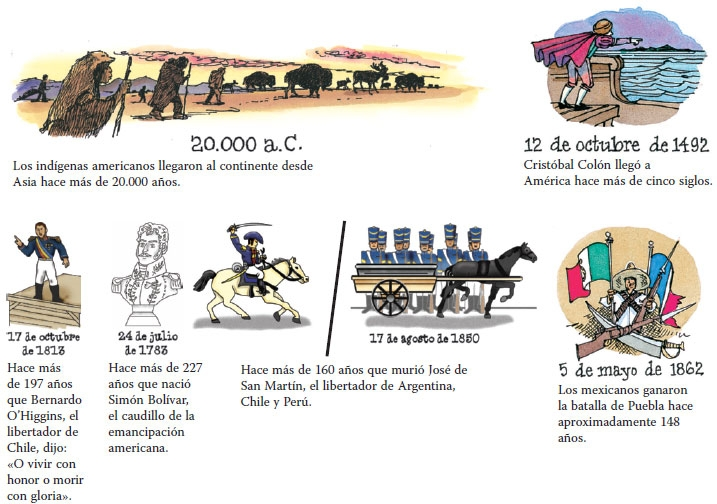 20.000 a.C.
Los indígenas americanos llegaron al continente desde
Asia hace más de 20.000 años.
12 de octubre de 1492
Cristóbal Colón llegó a
América hace más de cinco siglos.
17 de octubre
de 1813
Hace más
de 197 años
que Bernardo
O’Higgins, el
libertador de
Chile, dijo:
«O vivir con
honor o morir
con gloria».
24 de julio
de 1783
Hace más de 227
años que nació
Simón Bolívar,
el caudillo de la
emancipación
americana.
17 de agosto de 1850
Hace más de 160 años que murió José de
San Martín, el libertador de Argentina,
Chile y Perú.
5 de mayo de 1862
Los mexicanos ganaron
la batalla de Puebla hace
aproximadamente 148
años.